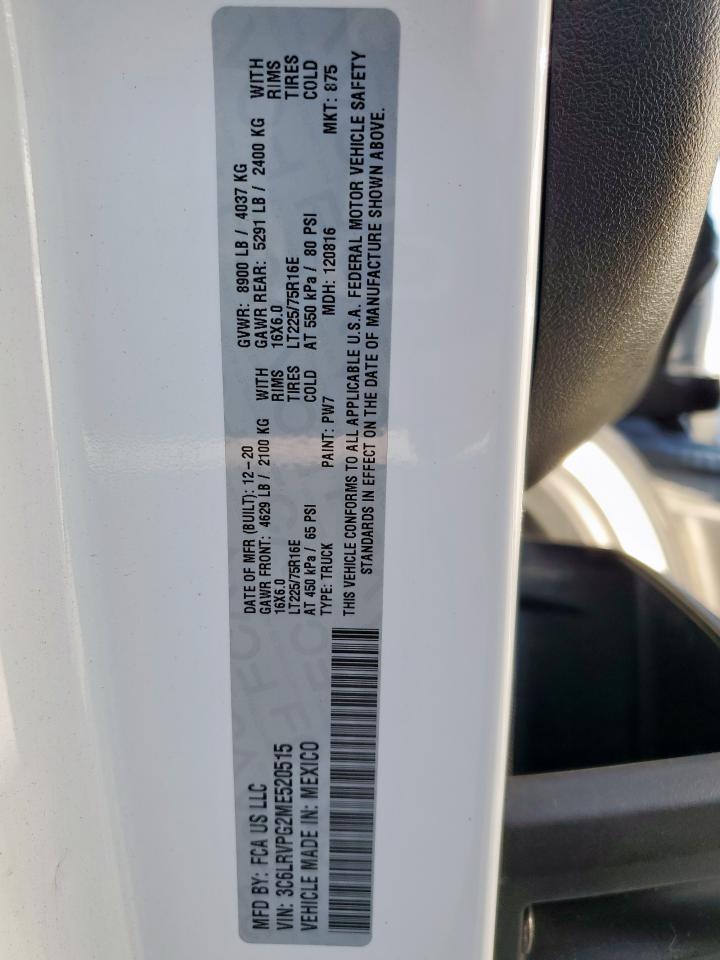 MFD BY: FCA US LLC
VIN: 3C6LRVPG2ME520515
VEHICLE MADE IN: MEXICO
DATE OF MFR (BUILT): 12-20 GVWR: 8900 LB / 4037 KG
GAWR FRONT: 4629 LB / 2100 KG WITH GAWR REAR: 5291 LB / 2400 KG WITH
16X6.0 RIMS 16X6.0 RIMS
LT225/75R16E TIRES LT225/75R16E TIRES
AT 450 kPa / 65 PSI COLD AT 550 kPa / 80 PSI COLD
TYPE: TRUCK PAINT: PW7 MDH: 120816 MKT: 875
THIS VEHICLE CONFORMS TO ALL APPLICABLE U.S.A. FEDERAL MOTOR VEHICLE SAFETY
STANDARDS IN EFFECT ON THE DATE OF MANUFACTURE SHOWN ABOVE.